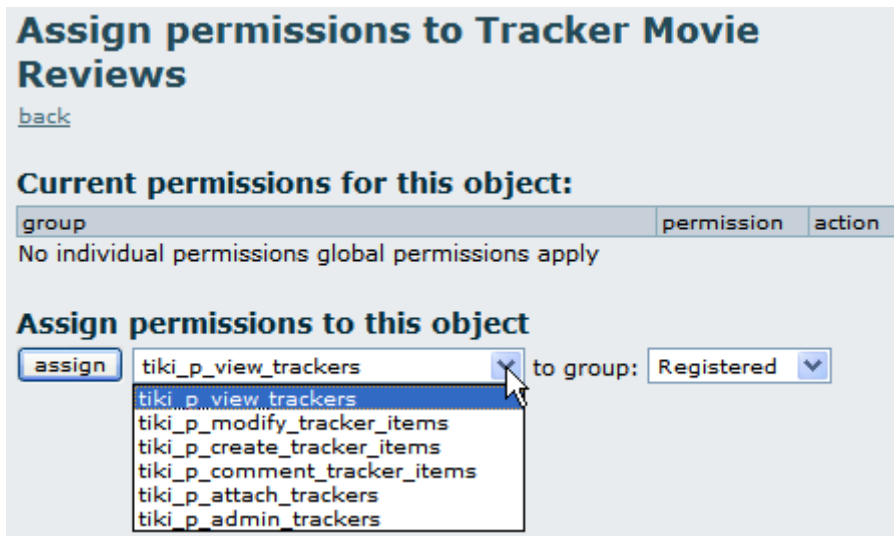 Assign permissions to Tracker Movie
Reviews
back
Current permissions for this object:
group permission action
No individual permissions global permissions apply
Assign permissions to this object
assign tiki_p_view_trackers to group: Registered
tiki_p_view_trackers
tiki_p_modify_tracker_items
tiki_p_create_tracker_items
tiki_p_comment_tracker_items
tiki_p_attach_trackers
tiki_p_admin_trackers